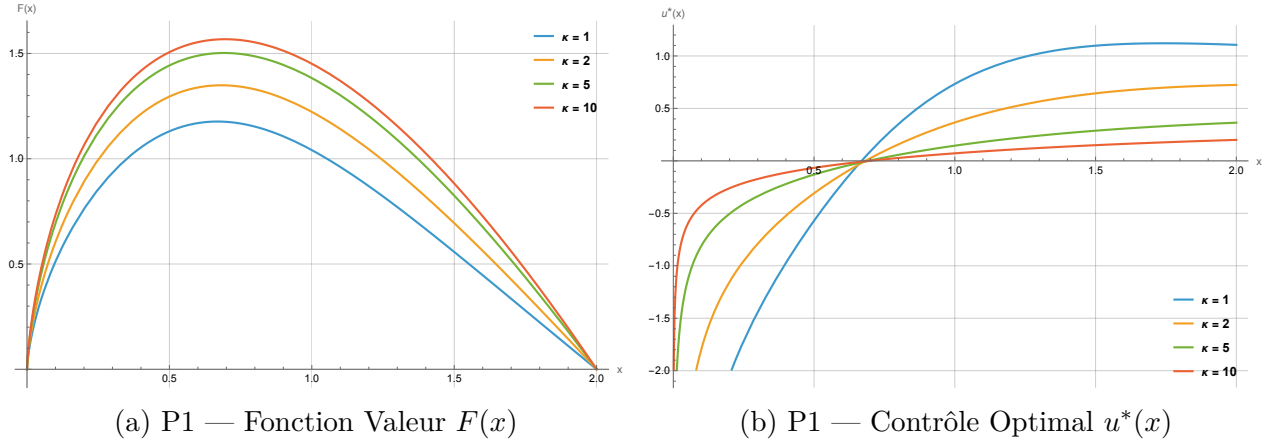 F(x)
1.5
1.0
0.5
0.5
1.0
1.5
2.0
x
κ = 1
κ = 2
κ = 5
κ = 10
(a) P1 — Fonction Valeur F(x)
u*(x)
1.0
0.5
-0.5
-1.0
-1.5
-2.0
0.5
1.0
1.5
2.0
x
κ = 1
κ = 2
κ = 5
κ = 10
(b) P1 — Contrôle Optimal u*(x)